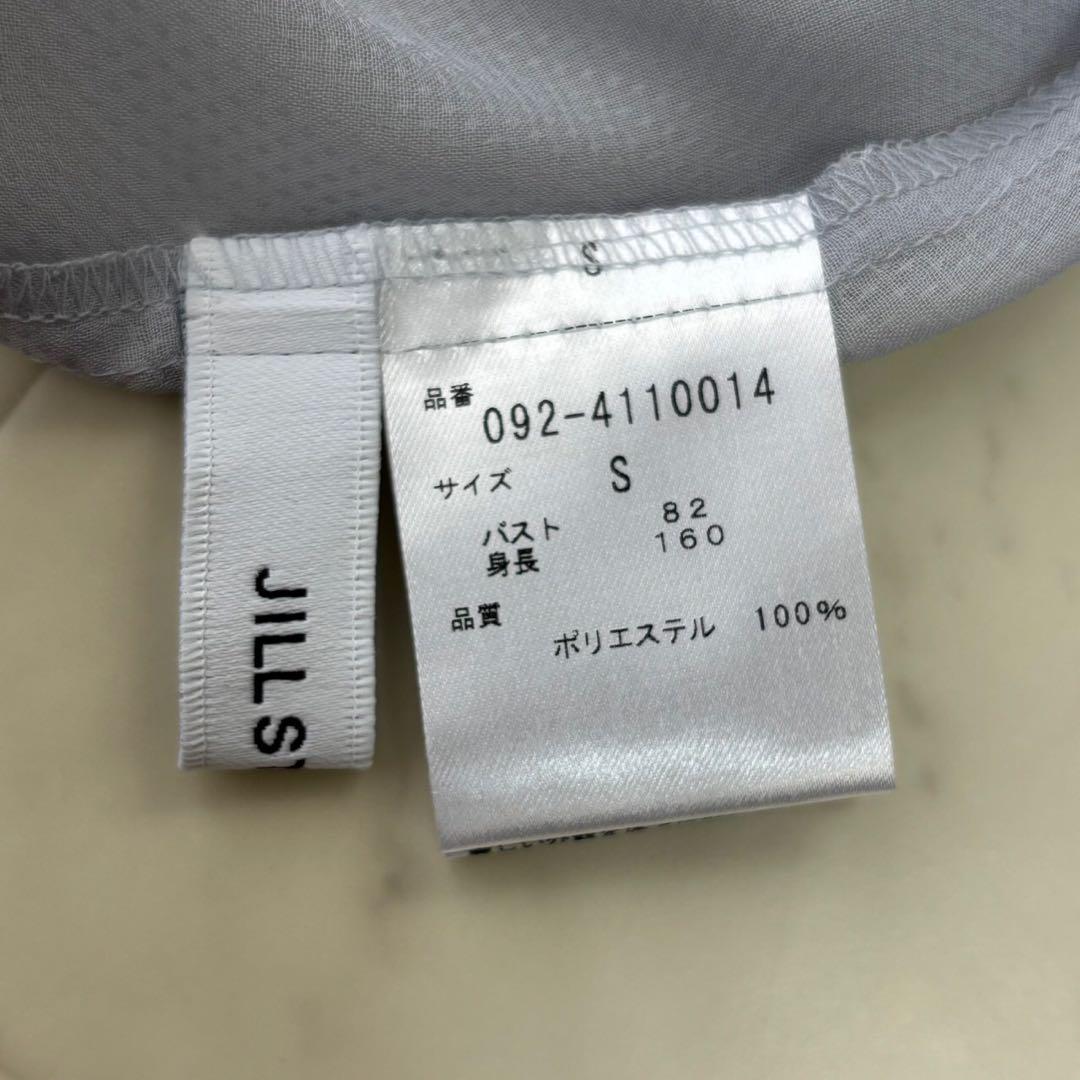 S
品番
092-4110014
サイズ S
バスト 82
身長 160
品質
ポリエステル 100%
JILL S